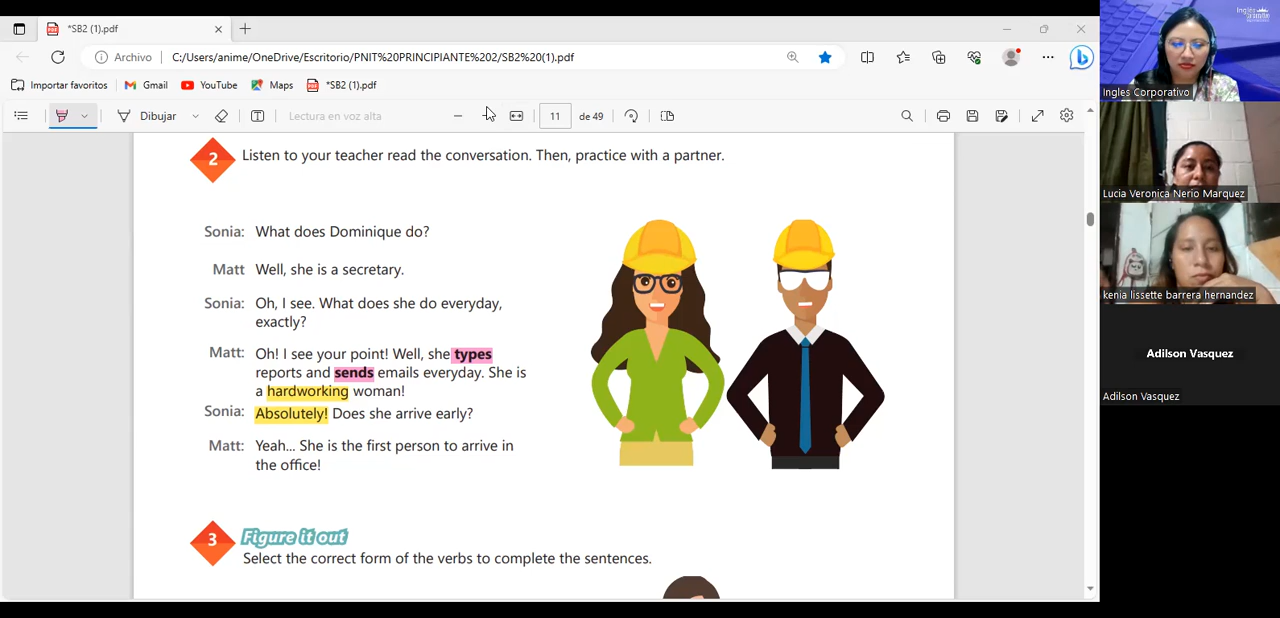 *SB2 (1).pdf
Archivo
C:/Users/anime/OneDrive/Escritorio/PNIT%20PRINCIPIANTE%202/SB2%20(1).pdf
Importar favoritos
Gmail
YouTube
Maps
*SB2 (1).pdf
Dibujar
Lectura en voz alta
11
de 49
2
Listen to your teacher read the conversation. Then, practice with a partner.
Sonia: What does Dominique do?
Matt Well, she is a secretary.
Sonia: Oh, I see. What does she do everyday,
exactly?
Matt: Oh! I see your point! Well, she types
reports and sends emails everyday. She is
a hardworking woman!
Sonia: Absolutely! Does she arrive early?
Matt: Yeah... She is the first person to arrive in
the office!
3
Figure it out
Select the correct form of the verbs to complete the sentences.
Ingles Corporativo
Lucia Veronica Nerio Marquez
kenia lissette barrera hernandez
Adilson Vasquez
Adilson Vasquez